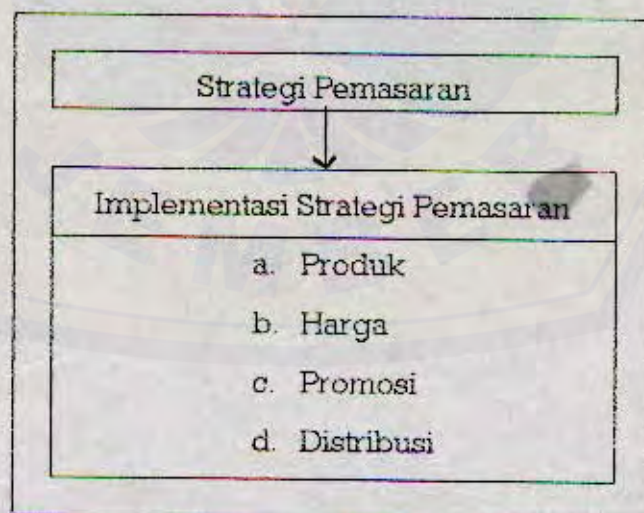 Strategi Pemasaran
Implementasi Strategi Pemasaran
a. Produk
b. Harga
c. Promosi
d. Distribusi